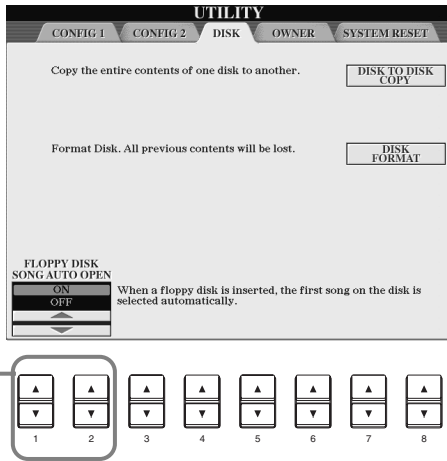 UTILITY
CONFIG 1 CONFIG 2 DISK OWNER SYSTEM RESET
Copy the entire contents of one disk to another.
DISK TO DISK
COPY
Format Disk. All previous contents will be lost.
DISK
FORMAT
FLOPPY DISK
SONG AUTO OPEN
ON
OFF
When a floppy disk is inserted, the first song on the disk is
selected automatically.
1 2 3 4 5 6 7 8